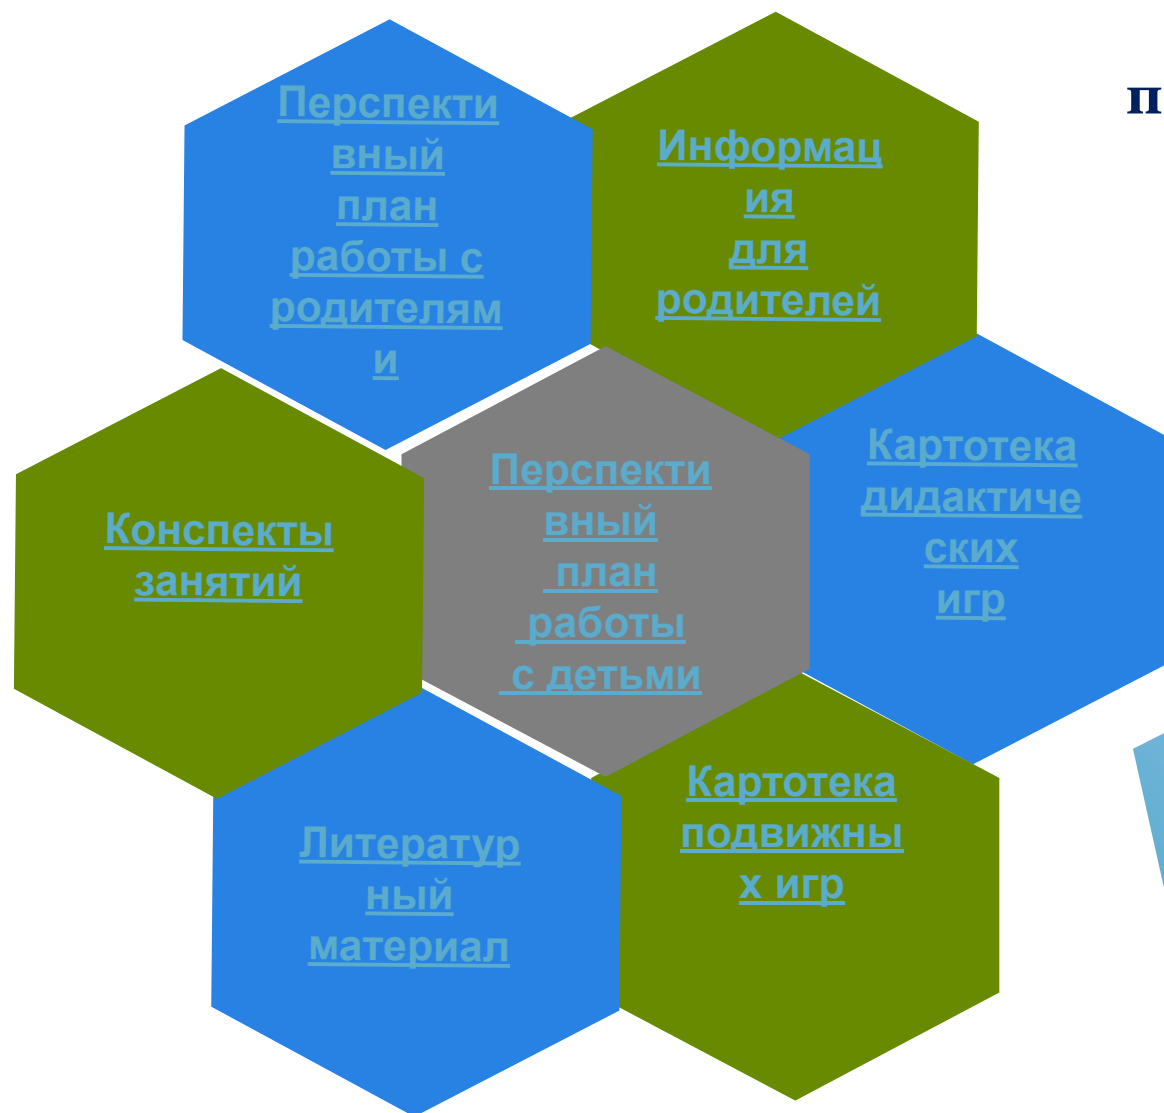 Перспекти
вный
план
работы с
родителям
и
Информац
ия
для
родителей
п
Конспекты
занятий
Перспекти
вный
план
работы
с детьми
Картотека
дидактиче
ских
игр
Литератур
ный
материал
Картотека
подвижны
х игр